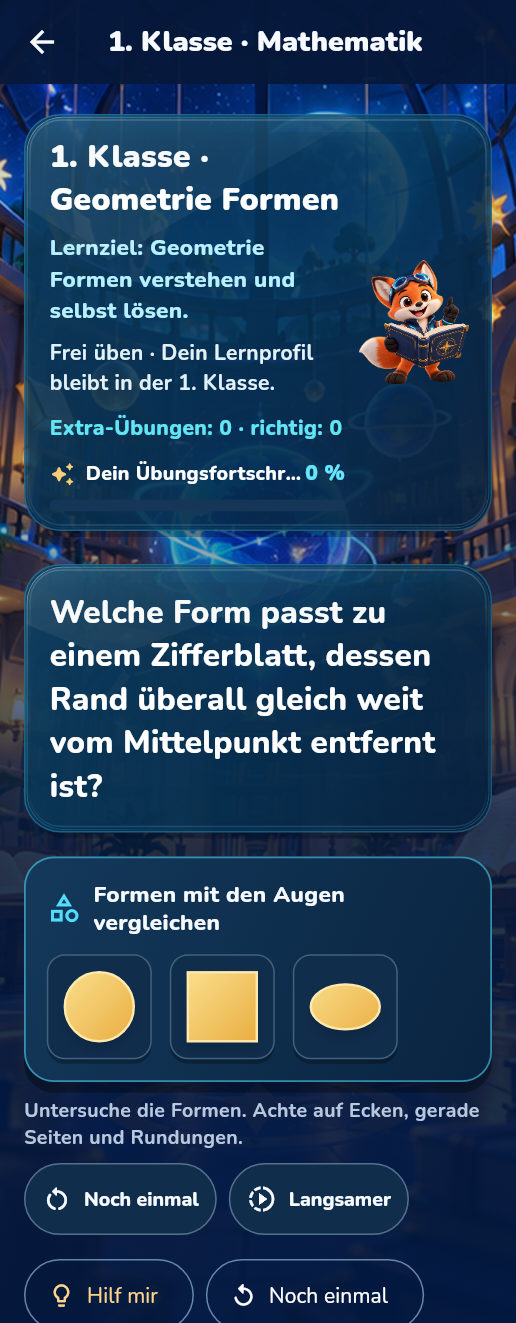 1. Klasse · Mathematik
1. Klasse ·
Geometrie Formen
Lernziel: Geometrie
Formen verstehen und
selbst lösen.
Frei üben · Dein Lernprofil
bleibt in der 1. Klasse.
Extra-Übungen: 0 · richtig: 0
Dein Übungsfortschr... 0 %
Welche Form passt zu
einem Zifferblatt, dessen
Rand überall gleich weit
vom Mittelpunkt entfernt
ist?
Formen mit den Augen
vergleichen
Untersuche die Formen. Achte auf Ecken, gerade
Seiten und Rundungen.
Noch einmal
Langsamer
Hilf mir
Noch einmal